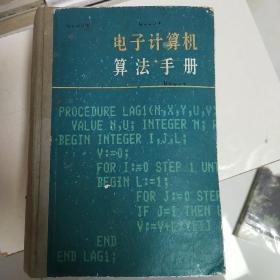 电子计算机
算法手册
PROCEDURE LAG1(N,X,Y,U,V)
VALUE N,U; INTEGER N;
BEGIN INTEGER I,J,L;
V:=0;
FOR I:=0 STEP 1 UNT
BEGIN L:=1;
FOR J:=0 STEP
IF J=I THEN
V:=V+L*Y[I]
END
END LAG1;